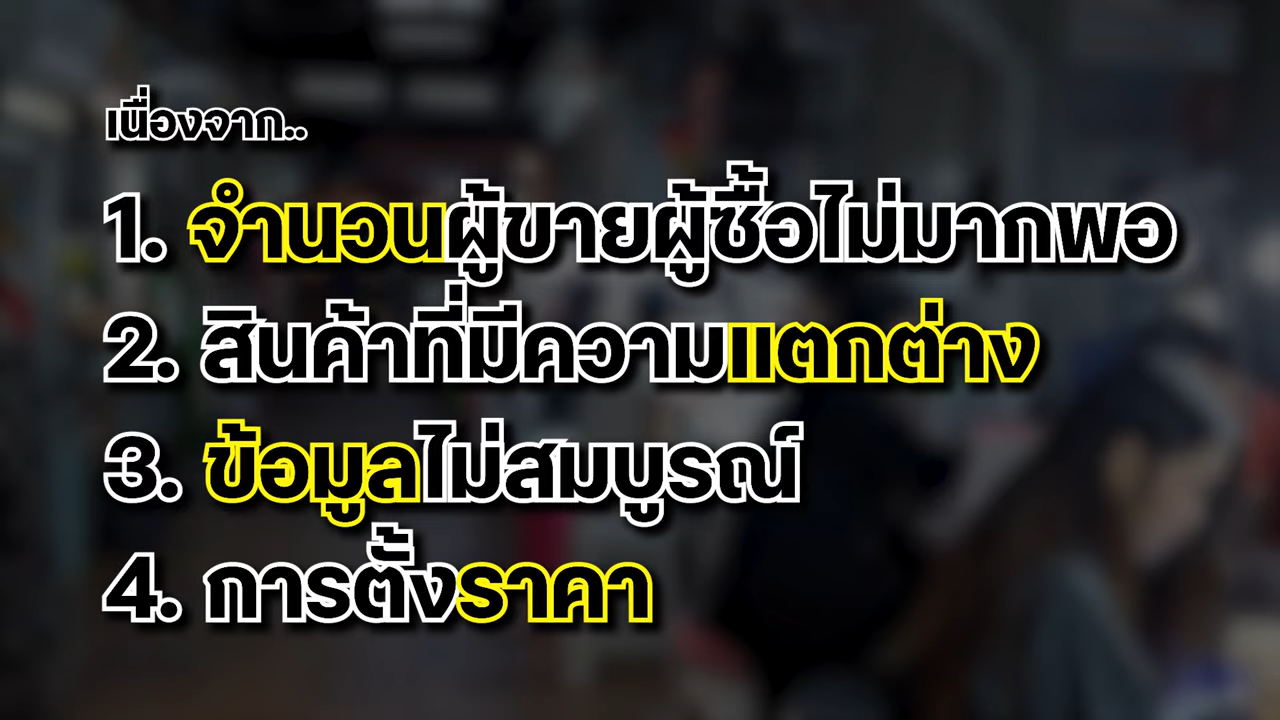 เนื่องจาก..
1. จำนวนผู้ขายผู้ซื้อไม่มากพอ
2. สินค้าที่มีความแตกต่าง
3. ข้อมูลไม่สมบูรณ์
4. การตั้งราคา